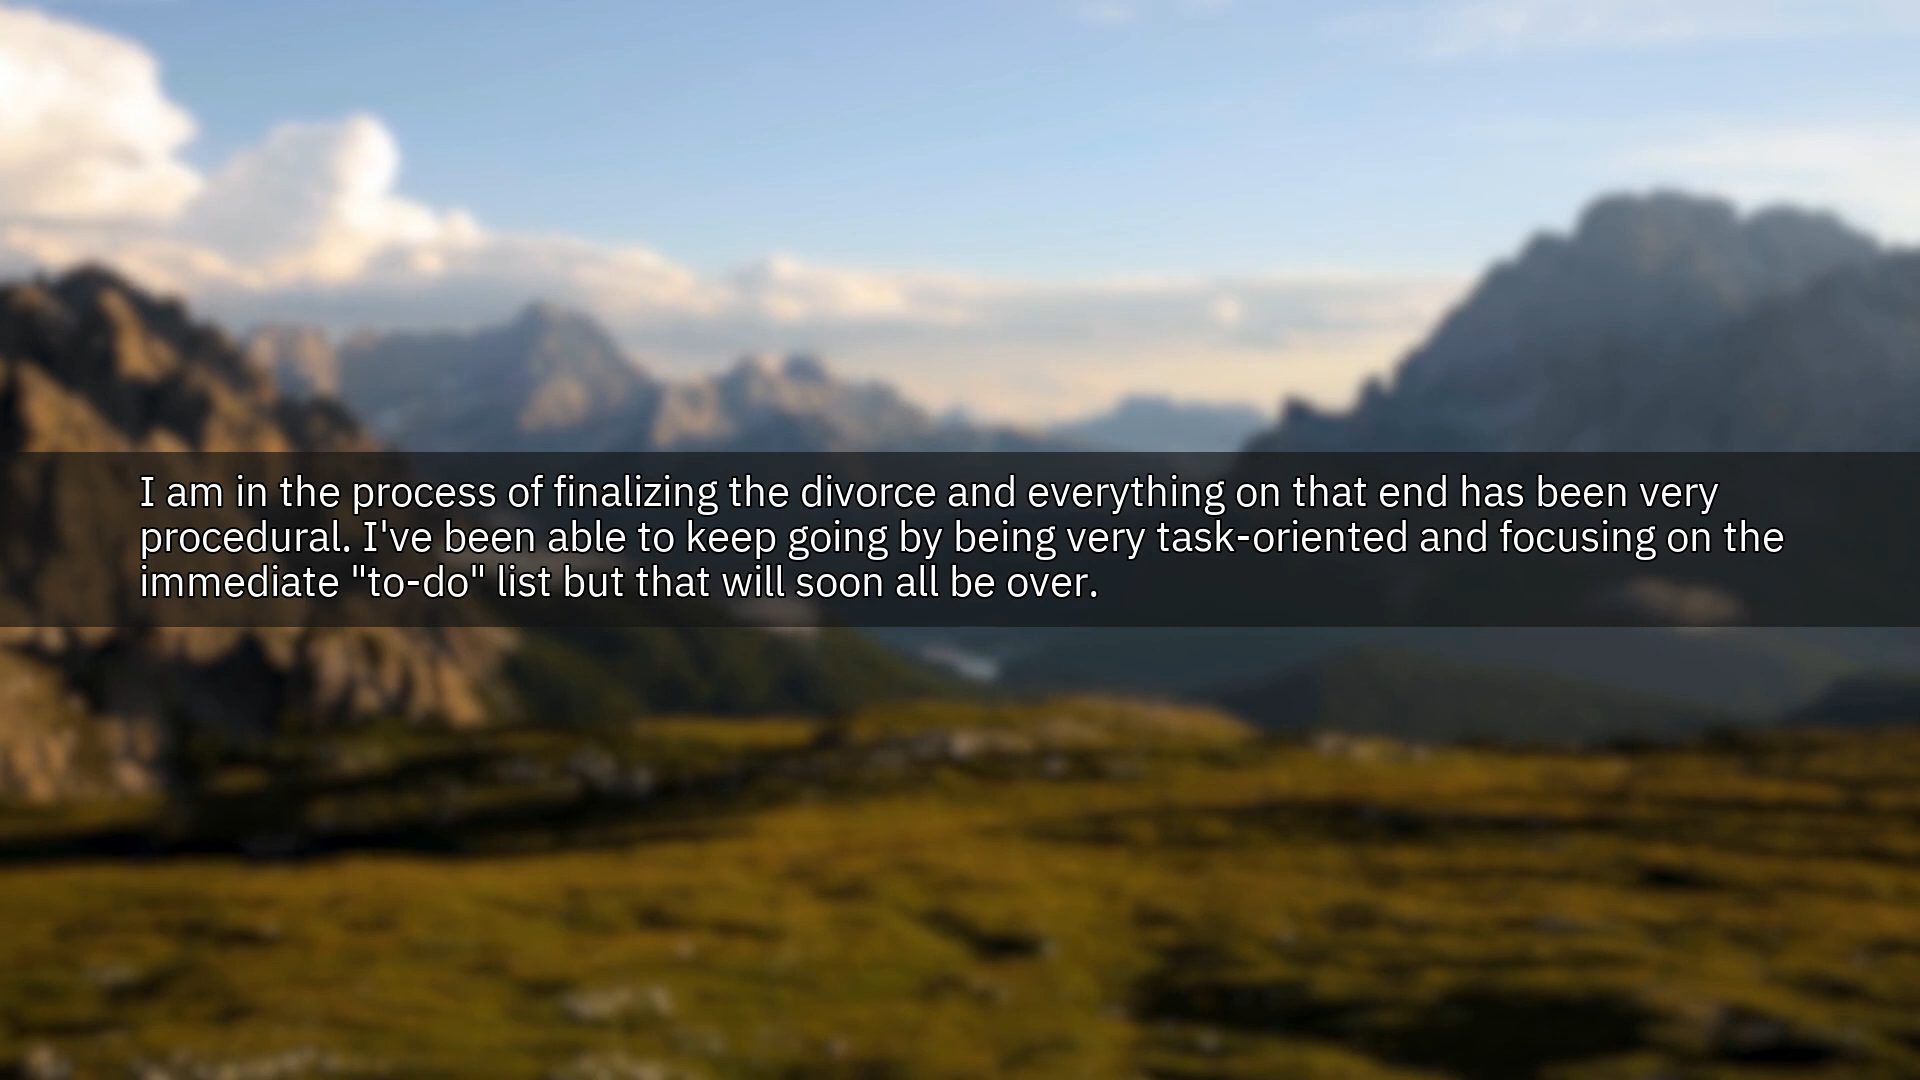 I am in the process of finalizing the divorce and everything on that end has been very
procedural. I've been able to keep going by being very task-oriented and focusing on the
immediate "to-do" list but that will soon all be over.